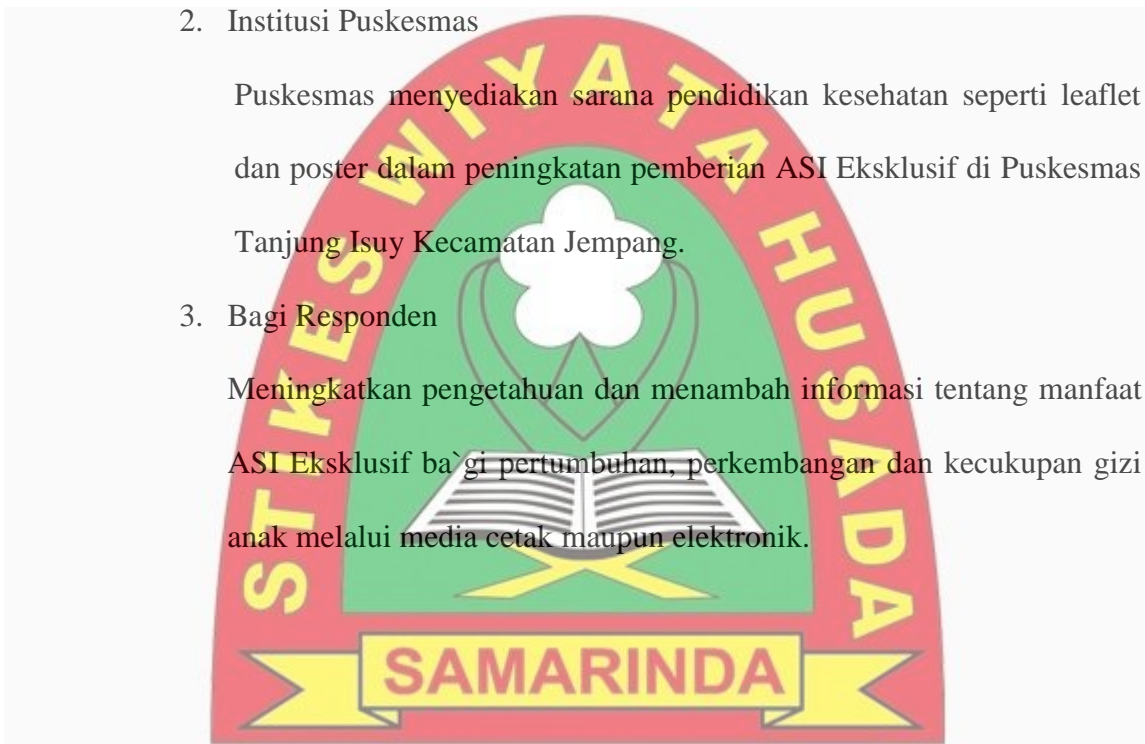 2. Institusi Puskesmas
Puskesmas menyediakan sarana pendidikan kesehatan seperti leaflet
dan poster dalam peningkatan pemberian ASI Eksklusif di Puskesmas
Tanjung Isuy Kecamatan Jempang.
3. Bagi Responden
Meningkatkan pengetahuan dan menambah informasi tentang manfaat
ASI Eksklusif ba`gi pertumbuhan, perkembangan dan kecukupan gizi
anak melalui media cetak maupun elektronik.
STIKES WIYATA HUSADA
SAMARINDA